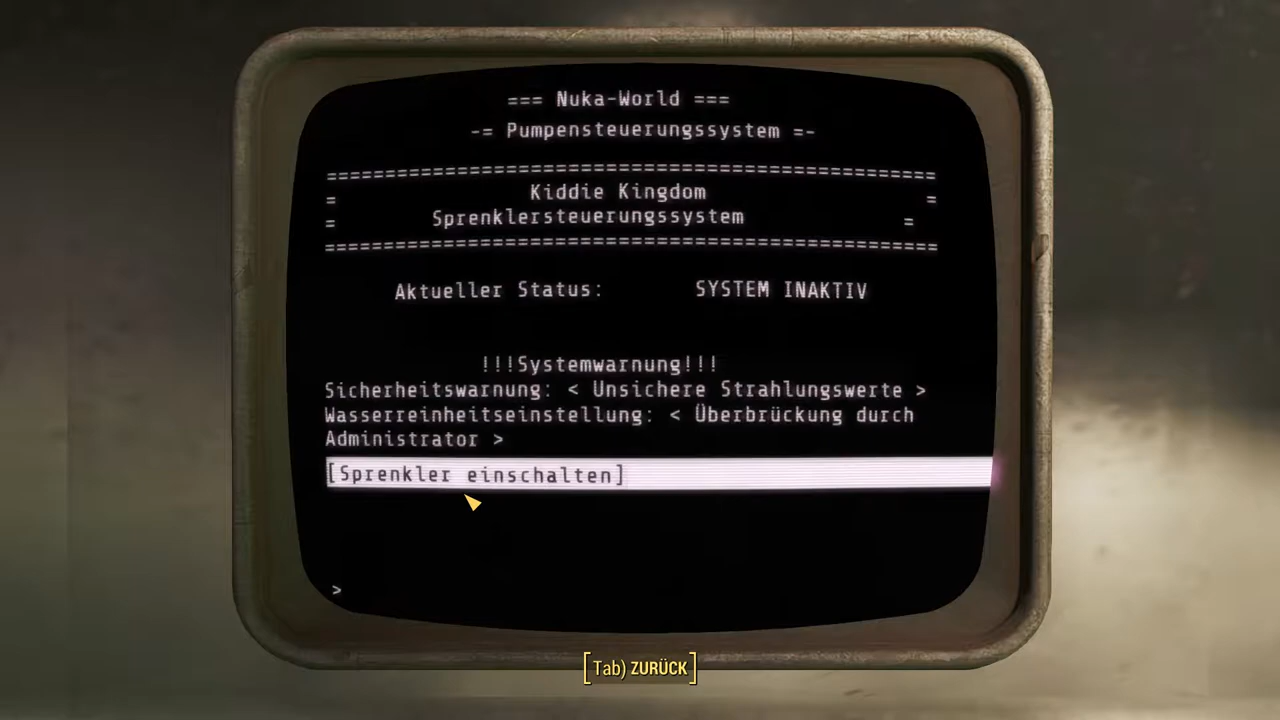 === Nuka-World ===
-= Pumpensteuerungssystem =-
====================================================
= Kiddie Kingdom =
= Sprenklersteuerungssystem =
====================================================
Aktueller Status: SYSTEM INAKTIV
!!!Systemwarnung!!!
Sicherheitswarnung: < Unsichere Strahlungswerte >
Wasserreinheitseinstellung: < Überbrückung durch
Administrator >
[Sprenkler einschalten]
>
[Tab) ZURÜCK]